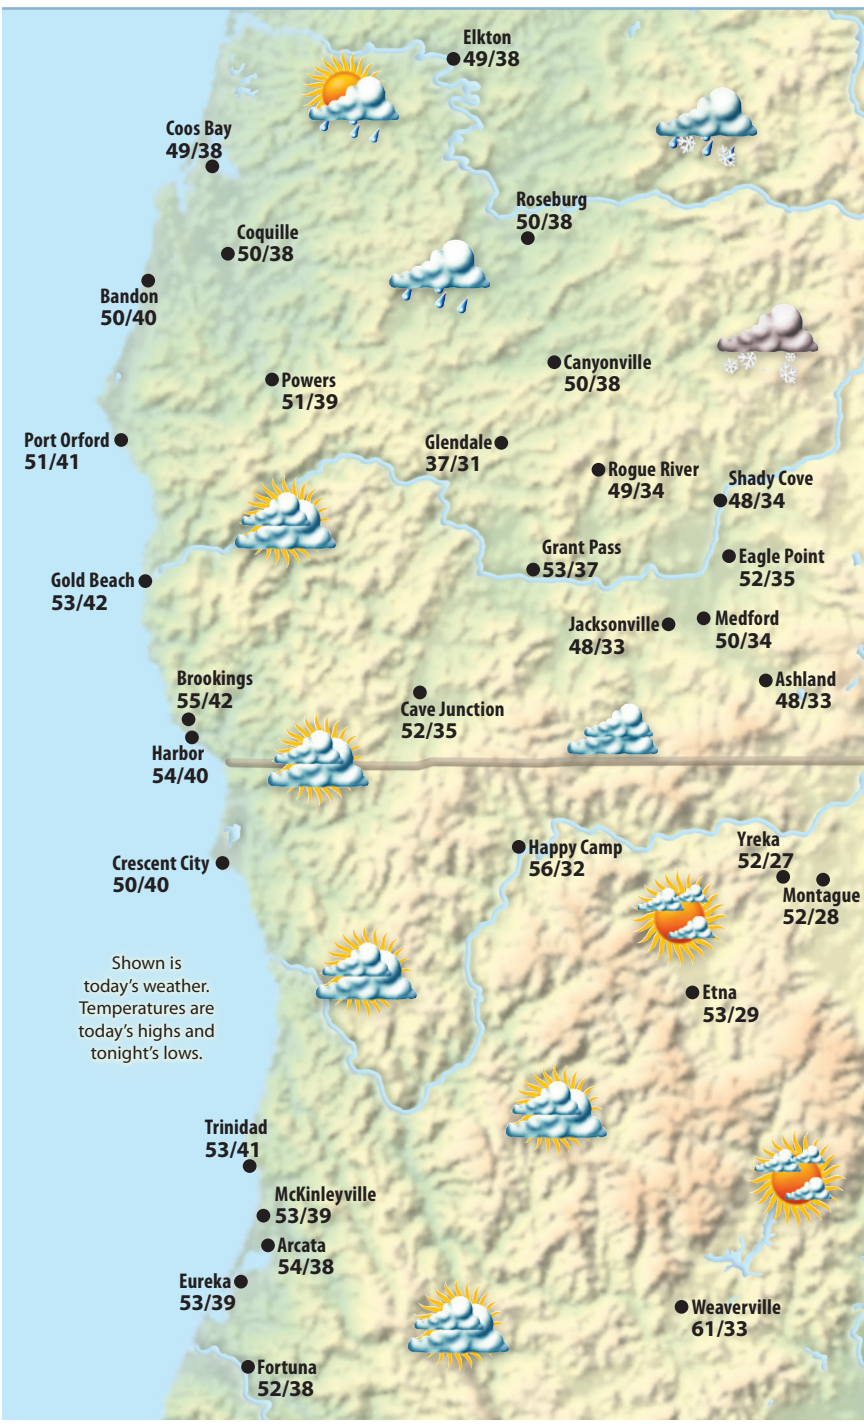 Elkton
49/38
Coos Bay
49/38
Roseburg
50/38
Coquille
50/38
Bandon
50/40
Canyonville
50/38
Powers
51/39
Port Orford
51/41
Glendale
37/31
Rogue River
49/34
Shady Cove
48/34
Grant Pass
53/37
Eagle Point
52/35
Gold Beach
53/42
Jacksonville
48/33
Medford
50/34
Brookings
55/42
Cave Junction
52/35
Ashland
48/33
Harbor
54/40
Crescent City
50/40
Happy Camp
56/32
Yreka
52/27
Montague
52/28
Shown is
today's weather.
Temperatures are
today's highs and
tonight's lows.
Etna
53/29
Trinidad
53/41
McKinleyville
53/39
Arcata
54/38
Eureka
53/39
Weaverville
61/33
Fortuna
52/38